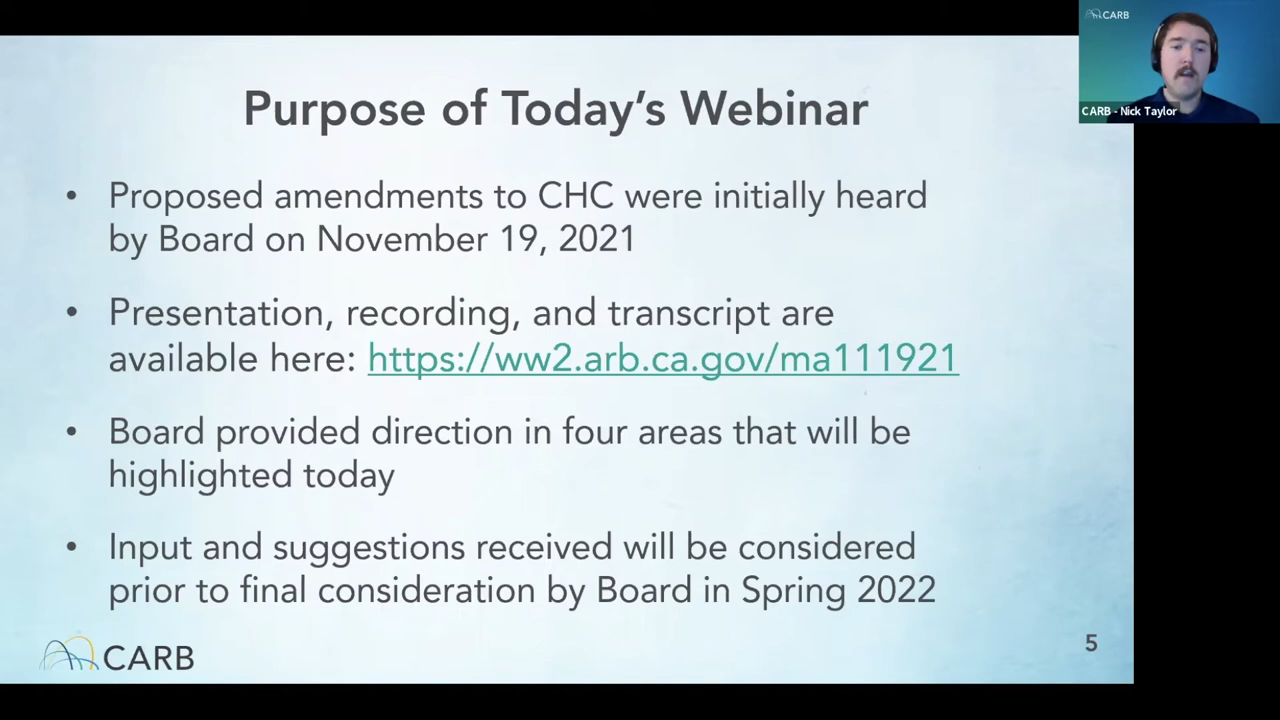 CARB
CARB - Nick Taylor
Purpose of Today's Webinar
• Proposed amendments to CHC were initially heard
by Board on November 19, 2021
• Presentation, recording, and transcript are
available here: https://ww2.arb.ca.gov/ma111921
• Board provided direction in four areas that will be
highlighted today
• Input and suggestions received will be considered
prior to final consideration by Board in Spring 2022
CARB
5